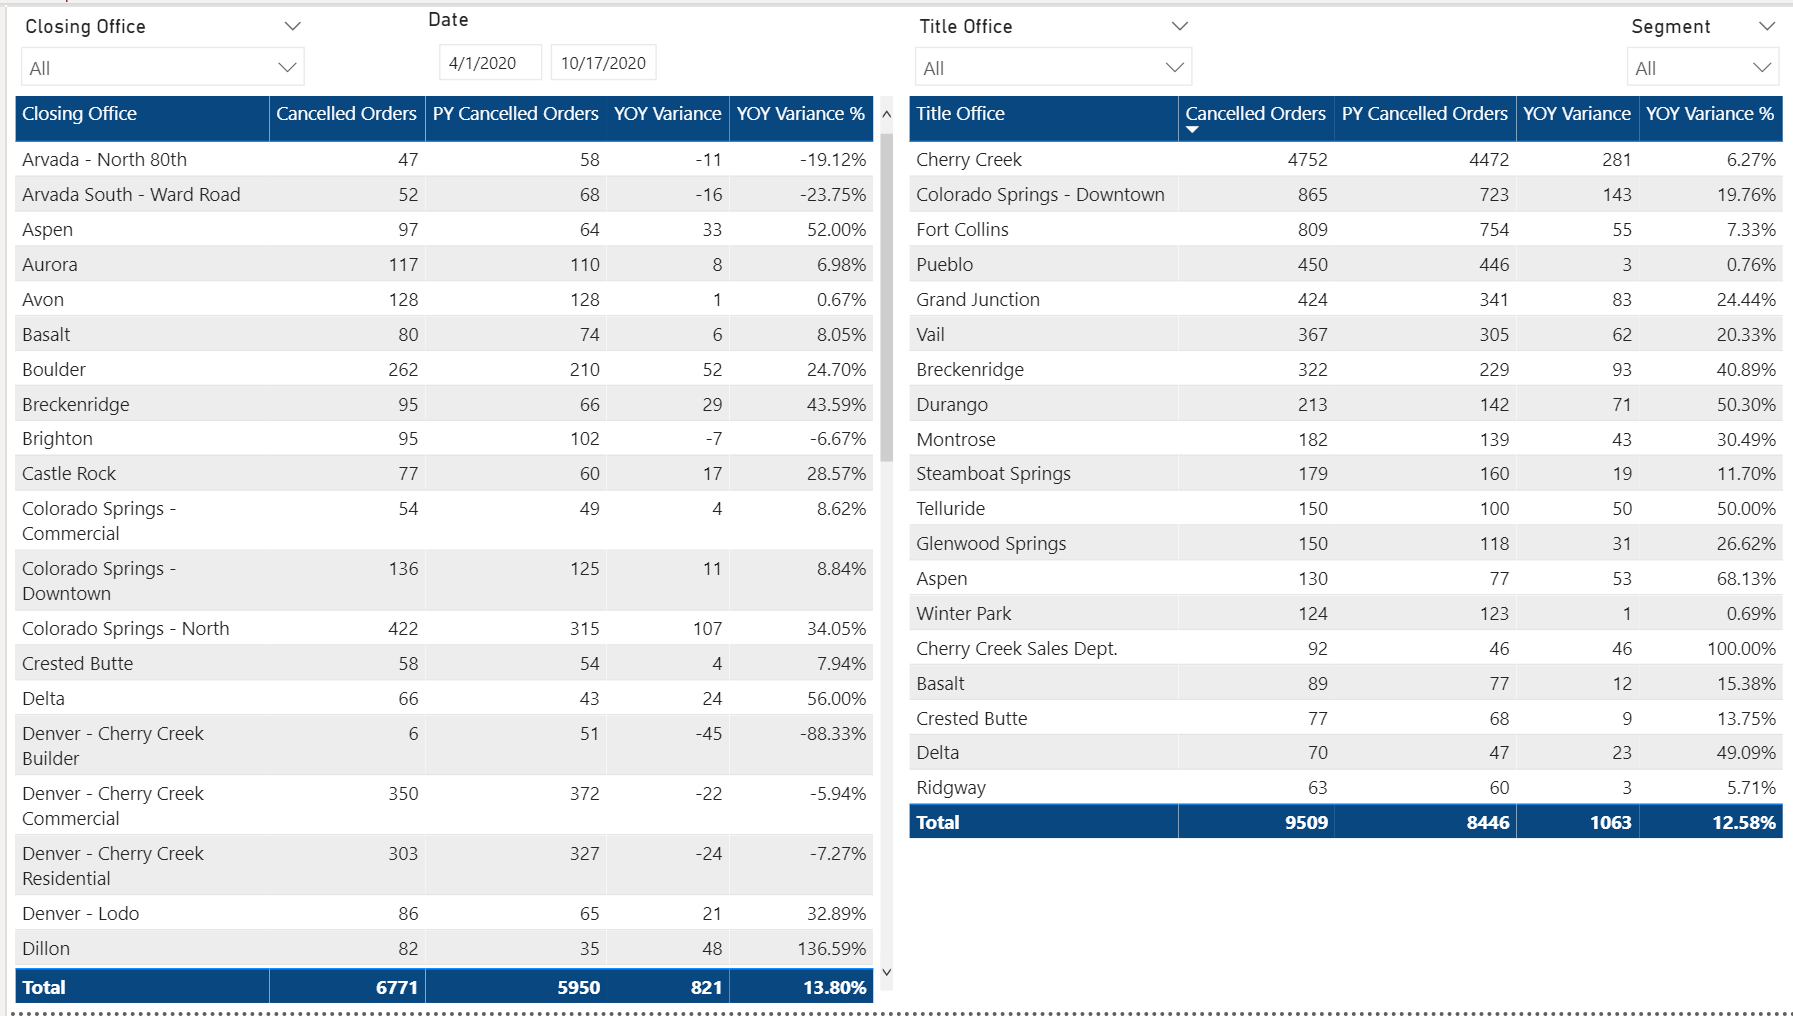 Closing Office
All
Date
4/1/2020 10/17/2020
Title Office
All
Segment
All
Closing Office Cancelled Orders PY Cancelled Orders YOY Variance YOY Variance %
Arvada - North 80th 47 58 -11 -19.12%
Arvada South - Ward Road 52 68 -16 -23.75%
Aspen 97 64 33 52.00%
Aurora 117 110 8 6.98%
Avon 128 128 1 0.67%
Basalt 80 74 6 8.05%
Boulder 262 210 52 24.70%
Breckenridge 95 66 29 43.59%
Brighton 95 102 -7 -6.67%
Castle Rock 77 60 17 28.57%
Colorado Springs - 54 49 4 8.62%
Commercial
Colorado Springs - 136 125 11 8.84%
Downtown
Colorado Springs - North 422 315 107 34.05%
Crested Butte 58 54 4 7.94%
Delta 66 43 24 56.00%
Denver - Cherry Creek 6 51 -45 -88.33%
Builder
Denver - Cherry Creek 350 372 -22 -5.94%
Commercial
Denver - Cherry Creek 303 327 -24 -7.27%
Residential
Denver - Lodo 86 65 21 32.89%
Dillon 82 35 48 136.59%
Total 6771 5950 821 13.80%
Title Office Cancelled Orders PY Cancelled Orders YOY Variance YOY Variance %
Cherry Creek 4752 4472 281 6.27%
Colorado Springs - Downtown 865 723 143 19.76%
Fort Collins 809 754 55 7.33%
Pueblo 450 446 3 0.76%
Grand Junction 424 341 83 24.44%
Vail 367 305 62 20.33%
Breckenridge 322 229 93 40.89%
Durango 213 142 71 50.30%
Montrose 182 139 43 30.49%
Steamboat Springs 179 160 19 11.70%
Telluride 150 100 50 50.00%
Glenwood Springs 150 118 31 26.62%
Aspen 130 77 53 68.13%
Winter Park 124 123 1 0.69%
Cherry Creek Sales Dept. 92 46 46 100.00%
Basalt 89 77 12 15.38%
Crested Butte 77 68 9 13.75%
Delta 70 47 23 49.09%
Ridgway 63 60 3 5.71%
Total 9509 8446 1063 12.58%